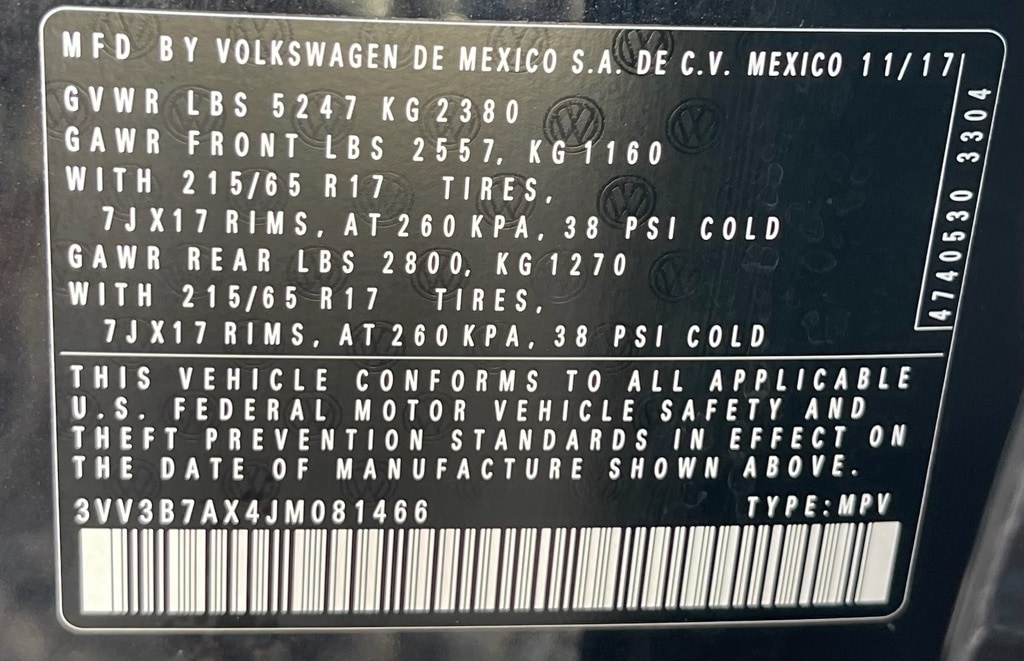 MFD BY VOLKSWAGEN DE MEXICO S.A. DE C.V. MEXICO 11/17
GVWR LBS 5247 KG 2380
GAWR FRONT LBS 2557, KG 1160
WITH 215/65 R17 TIRES,
7JX17 RIMS, AT 260 KPA, 38 PSI COLD
GAWR REAR LBS 2800, KG 1270
WITH 215/65 R17 TIRES,
7JX17 RIMS, AT 260 KPA, 38 PSI COLD
4740530 3304
THIS VEHICLE CONFORMS TO ALL APPLICABLE
U.S. FEDERAL MOTOR VEHICLE SAFETY AND
THEFT PREVENTION STANDARDS IN EFFECT ON
THE DATE OF MANUFACTURE SHOWN ABOVE.
3VV3B7AX4JM081466 TYPE:MPV